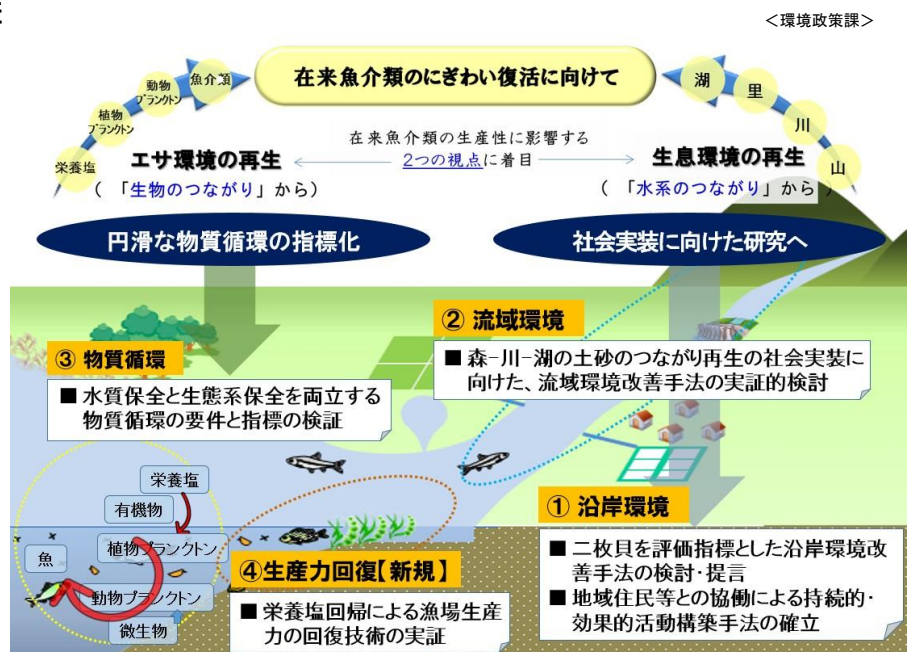 <環境政策課>
在来魚介類のにぎわい復活に向けて
魚介類
動物
プランクトン
植物
プランクトン
栄養塩
湖
里
川
山
在来魚介類の生産性に影響する
2つの視点に着目
エサ環境の再生
(「生物のつながり」から)
生息環境の再生
(「水系のつながり」から)
円滑な物質循環の指標化
社会実装に向けた研究へ
② 流域環境
■ 森-川-湖の土砂のつながり再生の社会実装に
向けた、流域環境改善手法の実証的検討
③ 物質循環
■ 水質保全と生態系保全を両立する
物質循環の要件と指標の検証
栄養塩
有機物
魚
植物プランクトン
動物プランクトン
微生物
④生産力回復【新規】
■ 栄養塩回帰による漁場生産
力の回復技術の実証
① 沿岸環境
■ 二枚貝を評価指標とした沿岸環境改
善手法の検討・提言
■ 地域住民等との協働による持続的・
効果的活動構築手法の確立